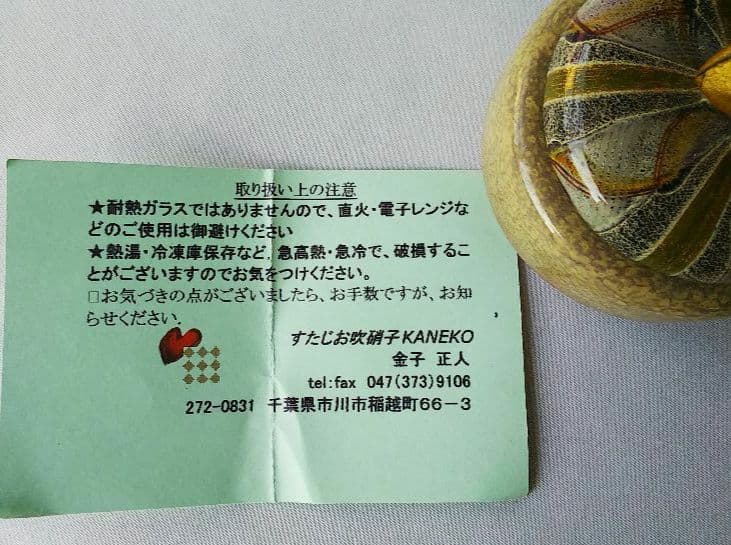 取り扱い上の注意
★耐熱ガラスではありませんので、直火・電子レンジな
どのご使用は御避けください
★熱湯・冷凍庫保存など、急高熱・急冷で、破損するこ
とがございますのでお気をつけください。
□お気づきの点がございましたら、お手数ですが、お知
らせください。
すたじお吹硝子KANEKO
金子 正人
tel:fax 047(373)9106
272-0831 千葉県市川市稲越町66－3